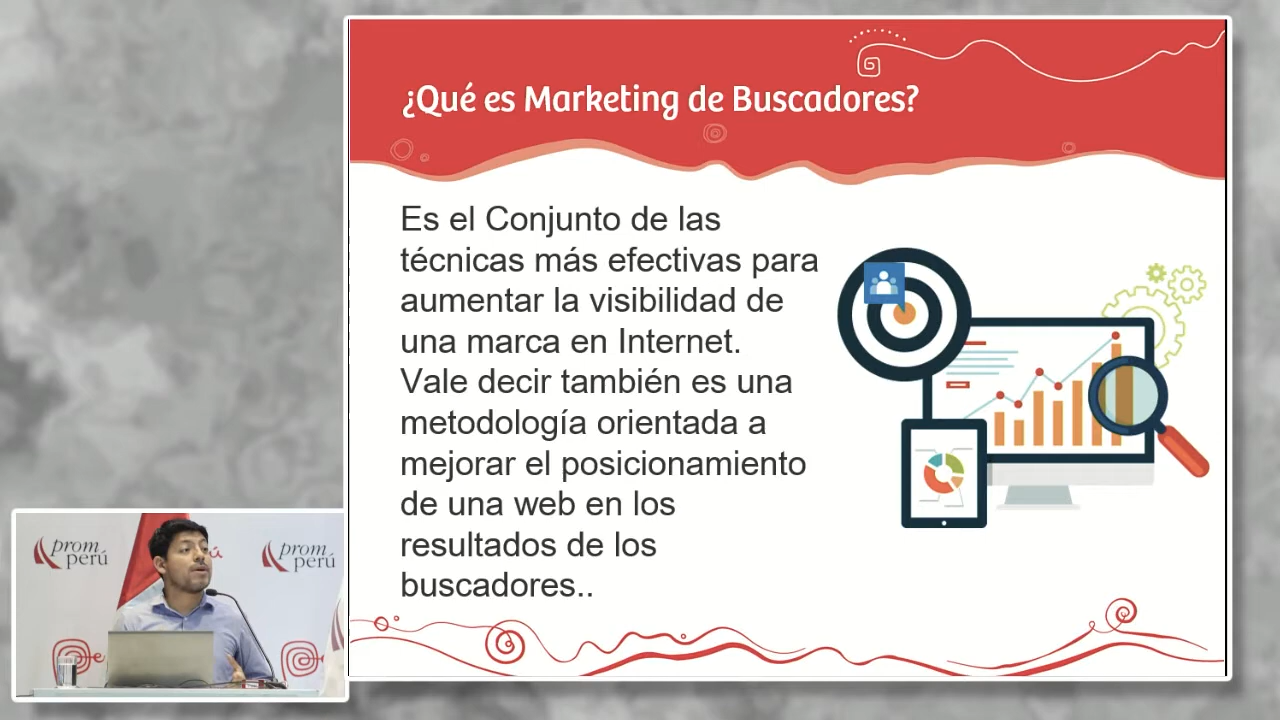 ¿Qué es Marketing de Buscadores?
Es el Conjunto de las
técnicas más efectivas para
aumentar la visibilidad de
una marca en Internet.
Vale decir también es una
metodología orientada a
mejorar el posicionamiento
de una web en los
resultados de los
buscadores..
prom
perú
prom
perú